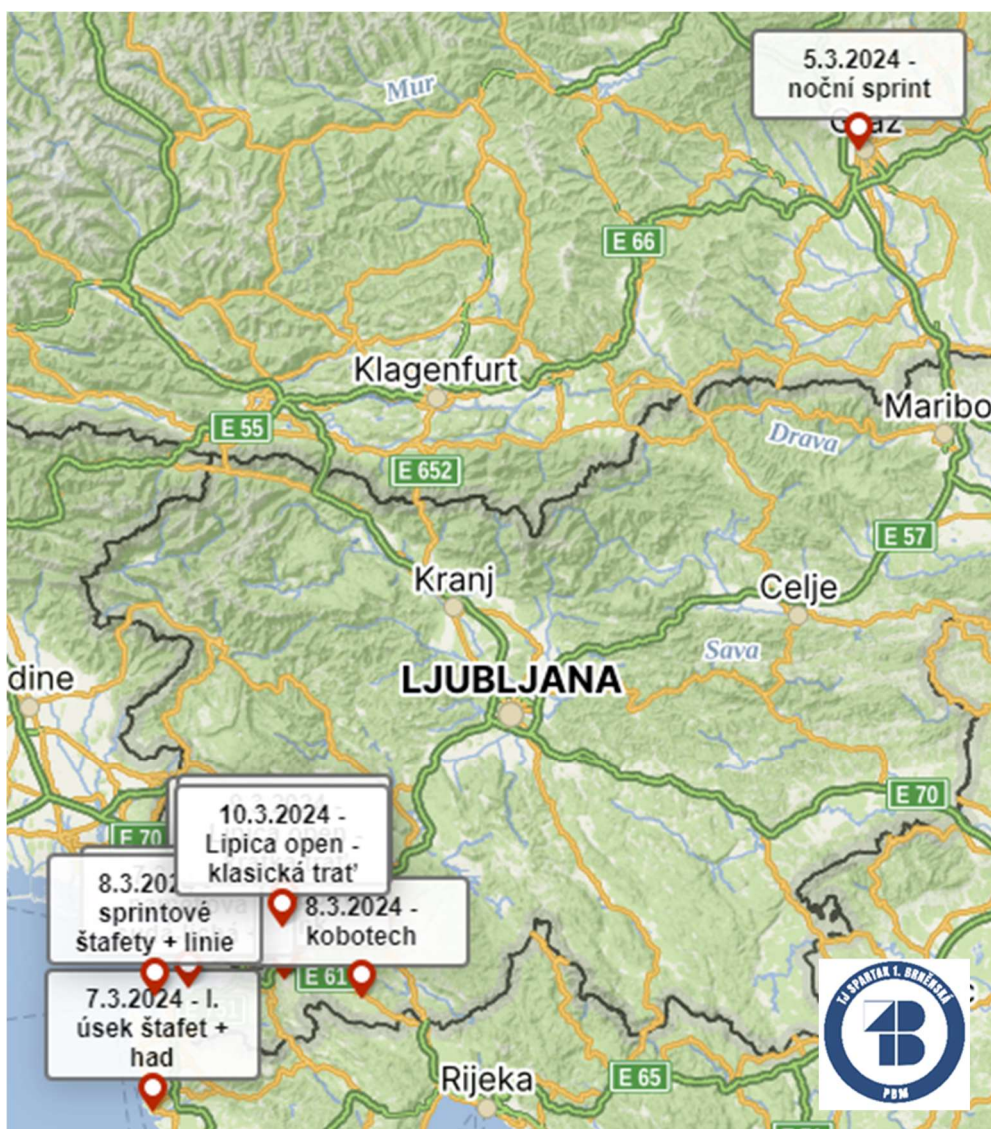 5.3.2024 -
noční sprint
Graz
Mur
E 66
Klagenfurt
E 55
Maribo
Drava
E 652
E 57
Kranj
Celje
Sava
dine
LJUBLJANA
E 70
E 70
10.3.2024 -
Lipica open -
klasická trať
8.3.2024 -
sprintové
štafety + linie
8.3.2024 -
kobotech
E 61
7.3.2024 - I.
úsek štafet +
had
Rijeka
E 65
TJ SPARTAK 1. BRNĚNSKÁ
1B
PBM